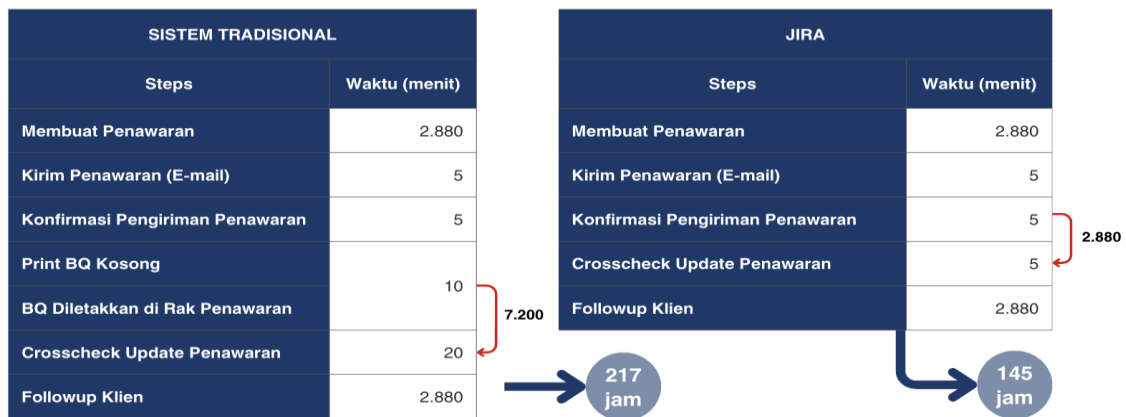 SISTEM TRADISIONAL
Steps Waktu (menit)
Membuat Penawaran 2.880
Kirim Penawaran (E-mail) 5
Konfirmasi Pengiriman Penawaran 5
Print BQ Kosong
10
BQ Diletakkan di Rak Penawaran
7.200
Crosscheck Update Penawaran 20
Followup Klien 2.880
217
jam
JIRA
Steps Waktu (menit)
Membuat Penawaran 2.880
Kirim Penawaran (E-mail) 5
Konfirmasi Pengiriman Penawaran 5
2.880
Crosscheck Update Penawaran 5
Followup Klien 2.880
145
jam